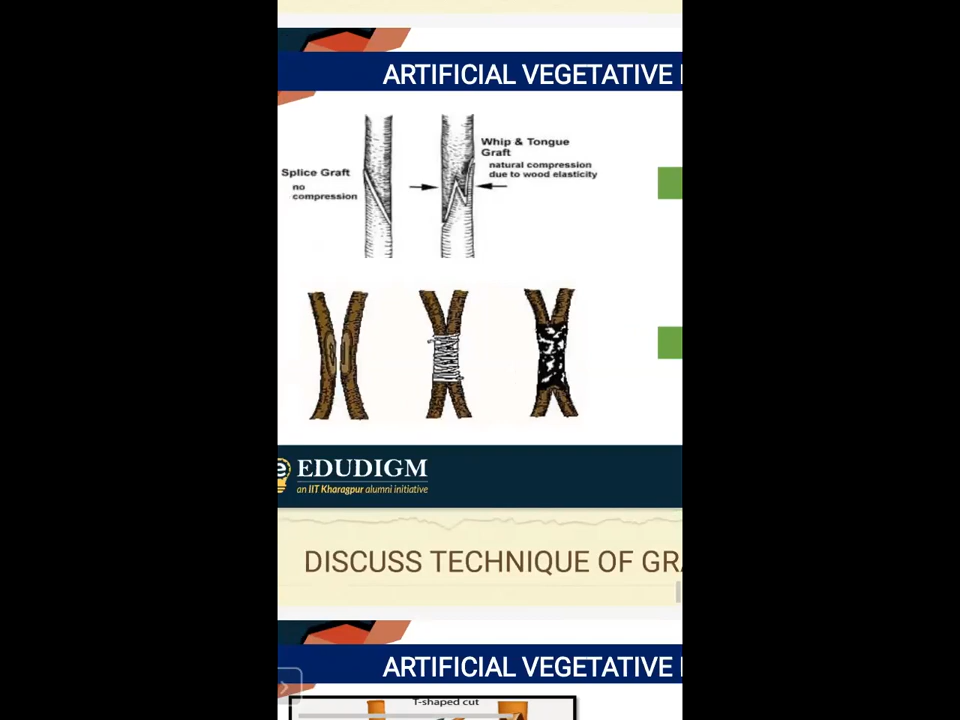 ARTIFICIAL VEGETATIVE
Splice Graft
no
compression
Whip & Tongue
Graft
natural compression
due to wood elasticity
EDUDIGM
an IIT Kharagpur alumni initiative
DISCUSS TECHNIQUE OF GR
ARTIFICIAL VEGETATIVE
T-shaped cut